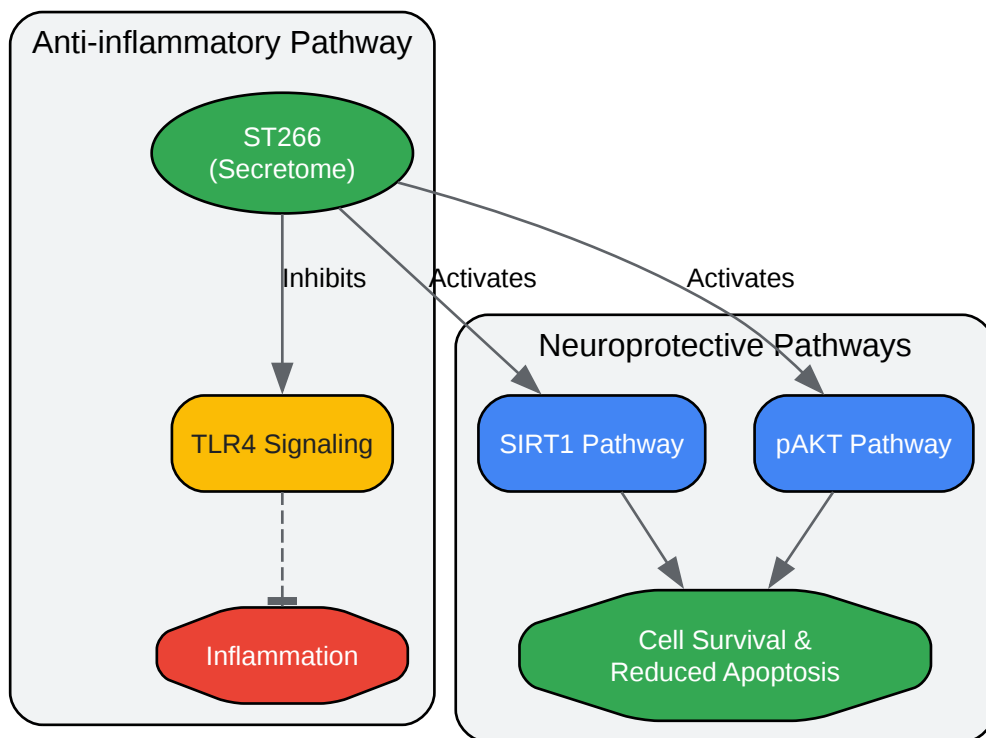 Anti-inflammatory Pathway
ST266
(Secretome)
Inhibits
Activates
Activates
Neuroprotective Pathways
TLR4 Signaling
SIRT1 Pathway
pAKT Pathway
Inflammation
Cell Survival &
Reduced Apoptosis